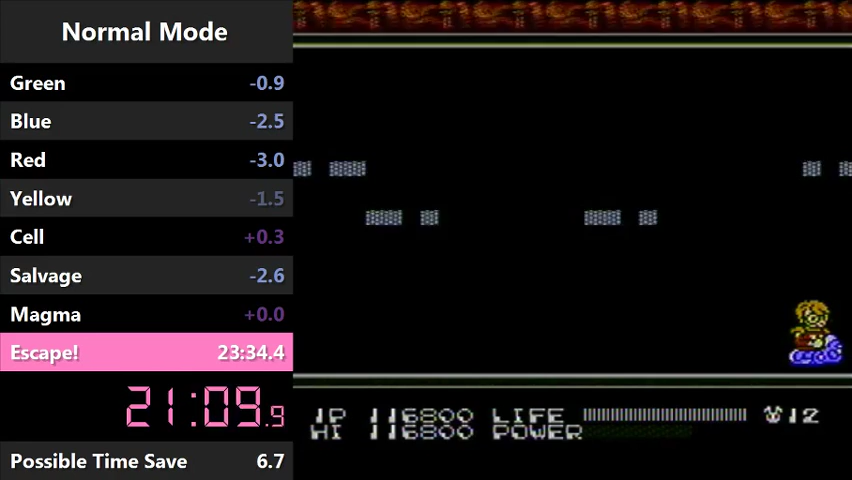 Normal Mode
Green -0.9
Blue -2.5
Red -3.0
Yellow -1.5
Cell +0.3
Salvage -2.6
Magma +0.0
Escape! 23:34.4
21:09.9
Possible Time Save 6.7
1P 116800 LIFE 12
HI 116800 POWER